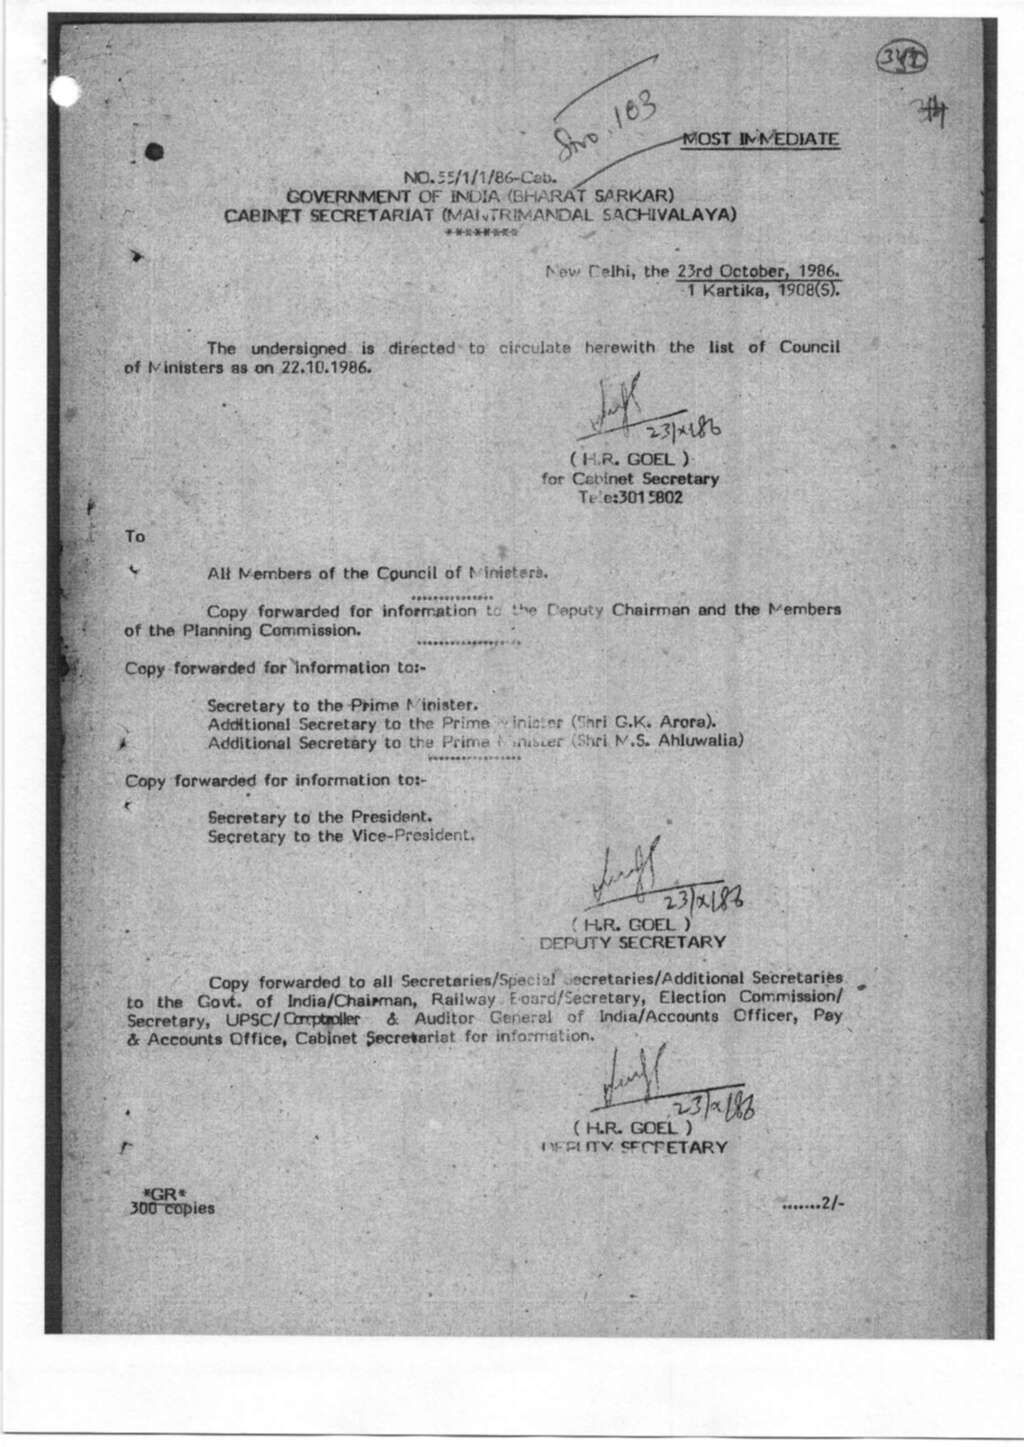 S.No. 103
MOST IMMEDIATE
NO.55/1/1/86-Cab.
GOVERNMENT OF INDIA (BHARAT SARKAR)
CABINET SECRETARIAT (MANTRIMANDAL SACHIVALAYA)
********
New Delhi, the 23rd October, 1986.
1 Kartika, 1908(S).
The undersigned is directed to circulate herewith the list of Council
of Ministers as on 22.10.1986.
23/X/86
( H.R. GOEL )
for Cabinet Secretary
Tele:3015802
To
All Members of the Council of Ministers.
Copy forwarded for information to the Deputy Chairman and the Members
of the Planning Commission.
Copy forwarded for information to:-
Secretary to the Prime Minister.
Additional Secretary to the Prime Minister (Shri G.K. Arora).
Additional Secretary to the Prime Minister (Shri M.S. Ahluwalia)
Copy forwarded for information to:-
Secretary to the President.
Secretary to the Vice-President.
23/X/86
( H.R. GOEL )
DEPUTY SECRETARY
Copy forwarded to all Secretaries/Special Secretaries/Additional Secretaries
to the Govt. of India/Chairman, Railway Board/Secretary, Election Commission/
Secretary, UPSC/Comptroller & Auditor General of India/Accounts Officer, Pay
& Accounts Office, Cabinet Secretariat for information.
23/X/86
( H.R. GOEL )
DEPUTY SECRETARY
*GR*
300 copies
.......2/-